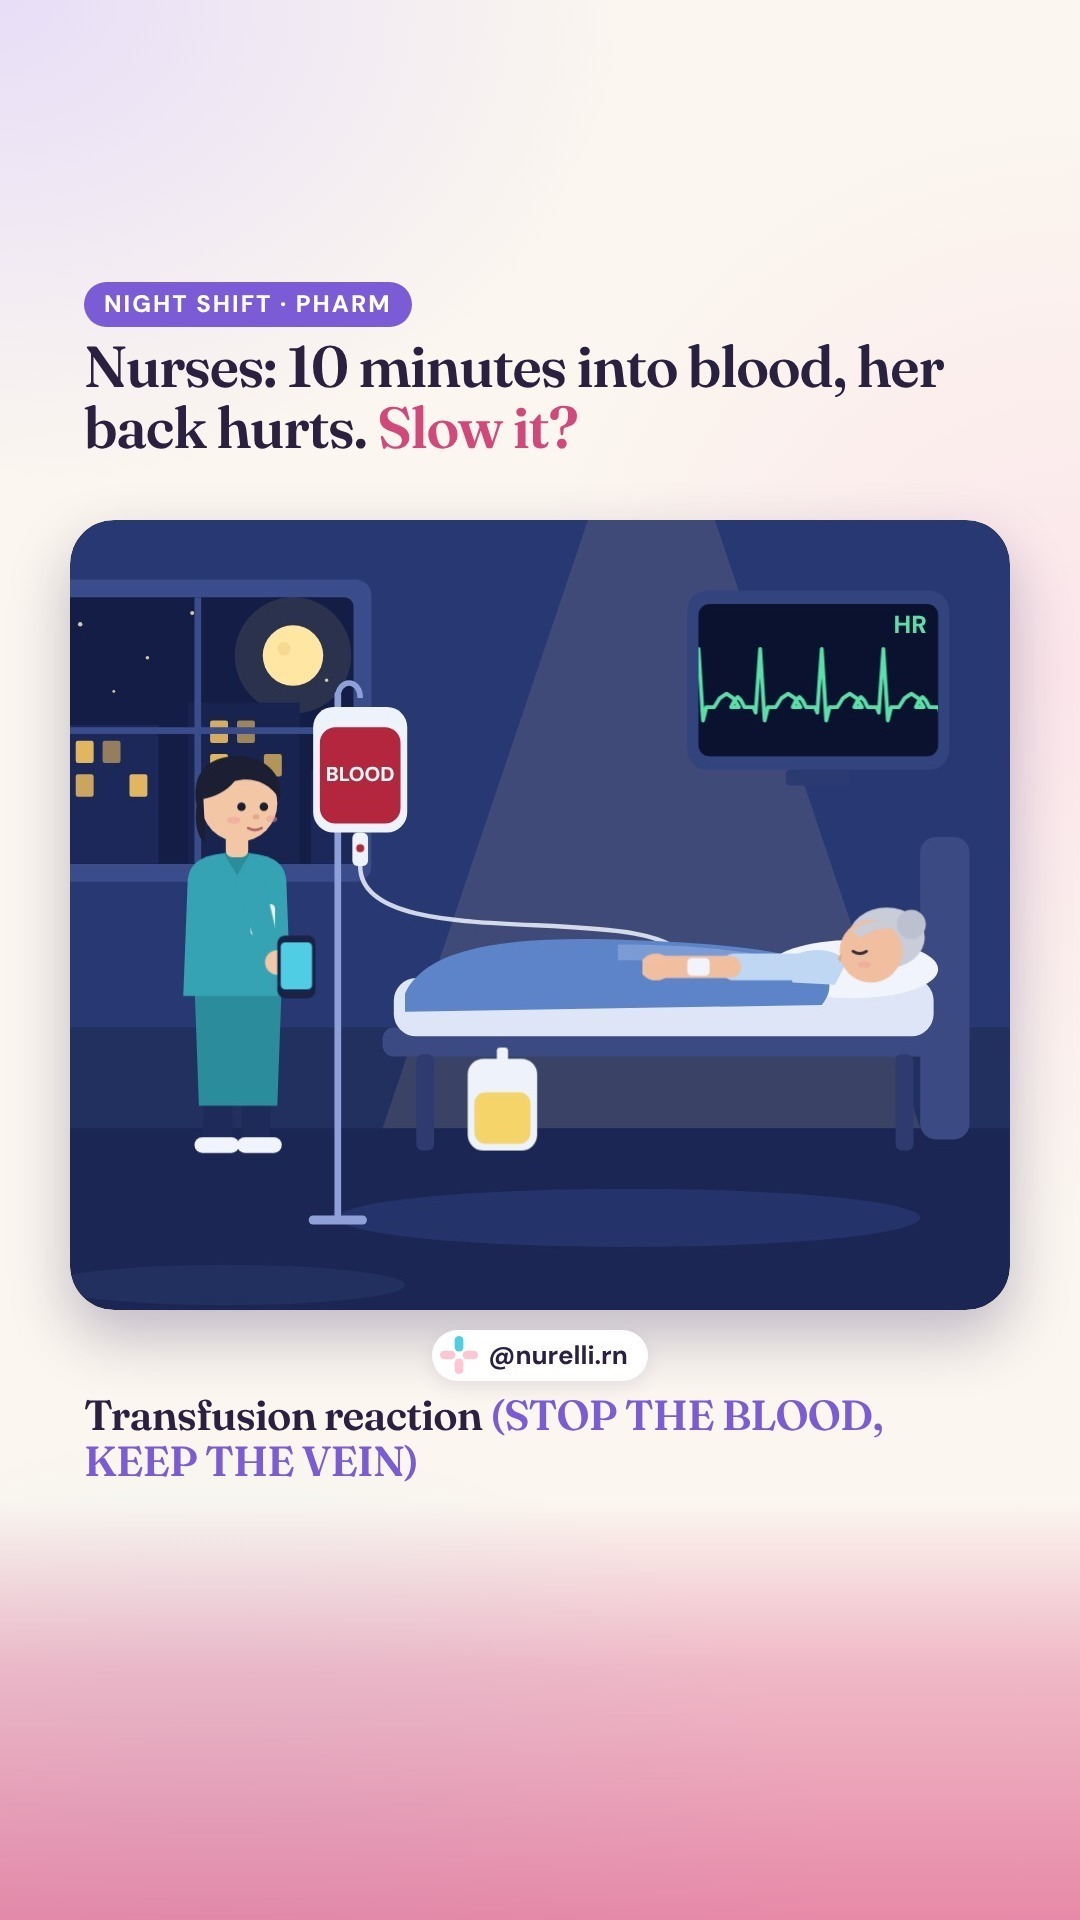 NIGHT SHIFT · PHARM
Nurses: 10 minutes into blood, her
back hurts. Slow it?
HR
BLOOD
@nurelli.rn
Transfusion reaction (STOP THE BLOOD,
KEEP THE VEIN)